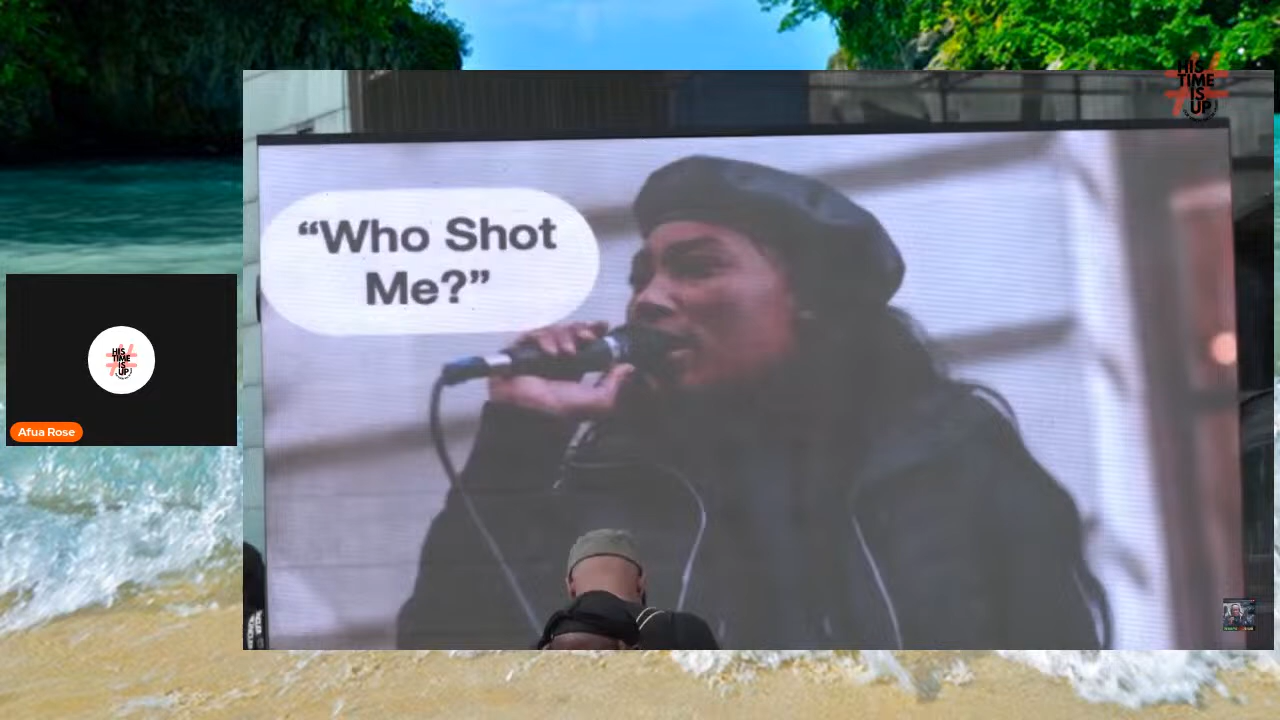 HIS
TIME
IS
UP
“Who Shot
Me?”
HIS
TIME
IS
UP
Afua Rose